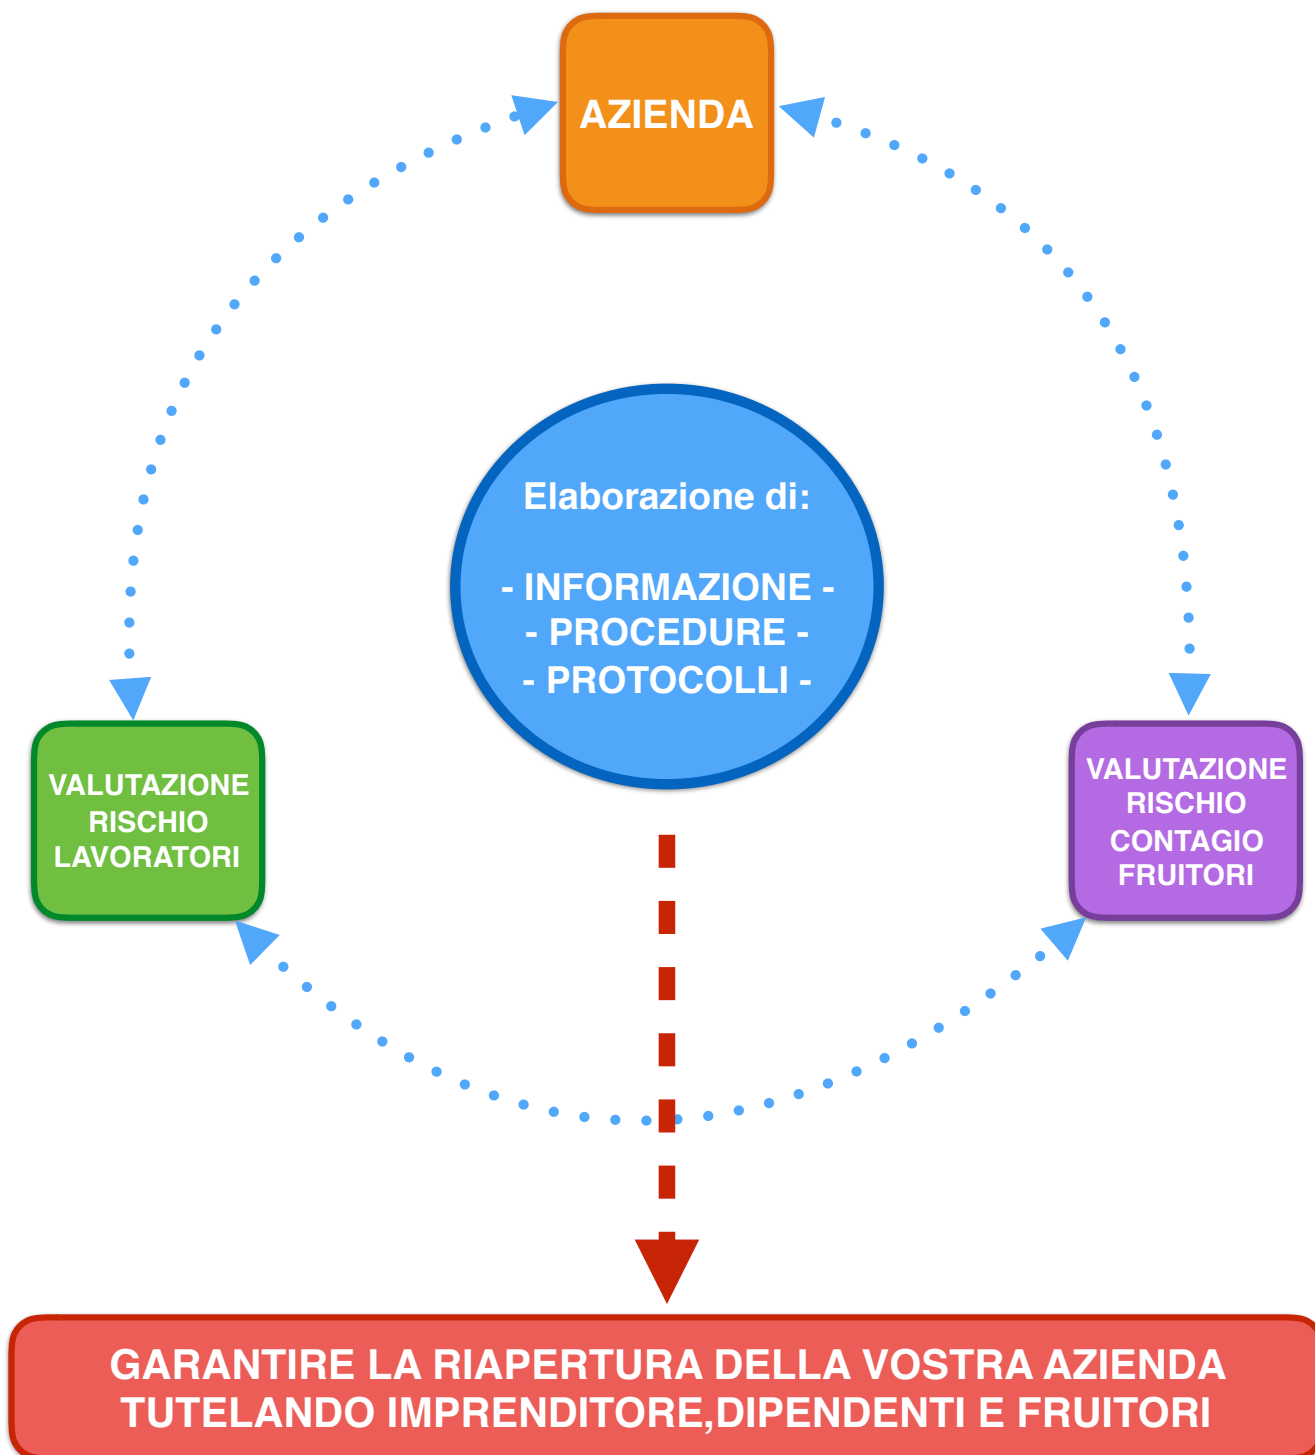 AZIENDA
Elaborazione di:
- INFORMAZIONE -
- PROCEDURE -
- PROTOCOLLI -
VALUTAZIONE
RISCHIO
LAVORATORI
VALUTAZIONE
RISCHIO
CONTAGIO
FRUITORI
GARANTIRE LA RIAPERTURA DELLA VOSTRA AZIENDA
TUTELANDO IMPRENDITORE,DIPENDENTI E FRUITORI